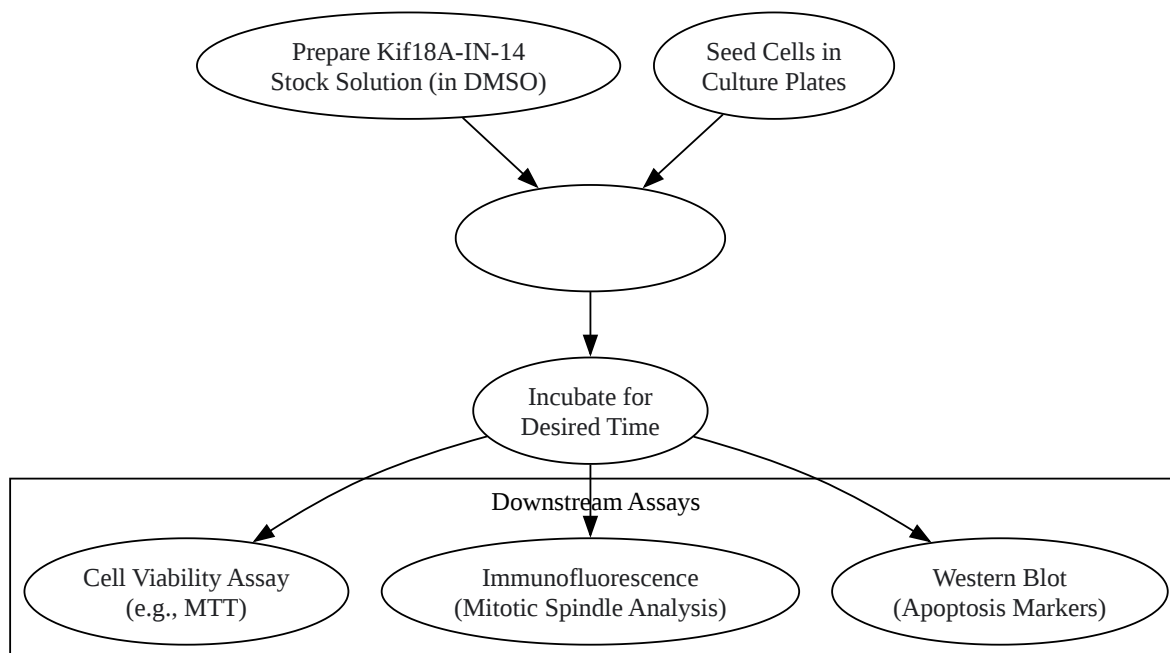 Prepare Kif18A-IN-14
Stock Solution (in DMSO)
Seed Cells in
Culture Plates
Incubate for
Desired Time
Downstream Assays
Cell Viability Assay
(e.g., MTT)
Immunofluorescence
(Mitotic Spindle Analysis)
Western Blot
(Apoptosis Markers)